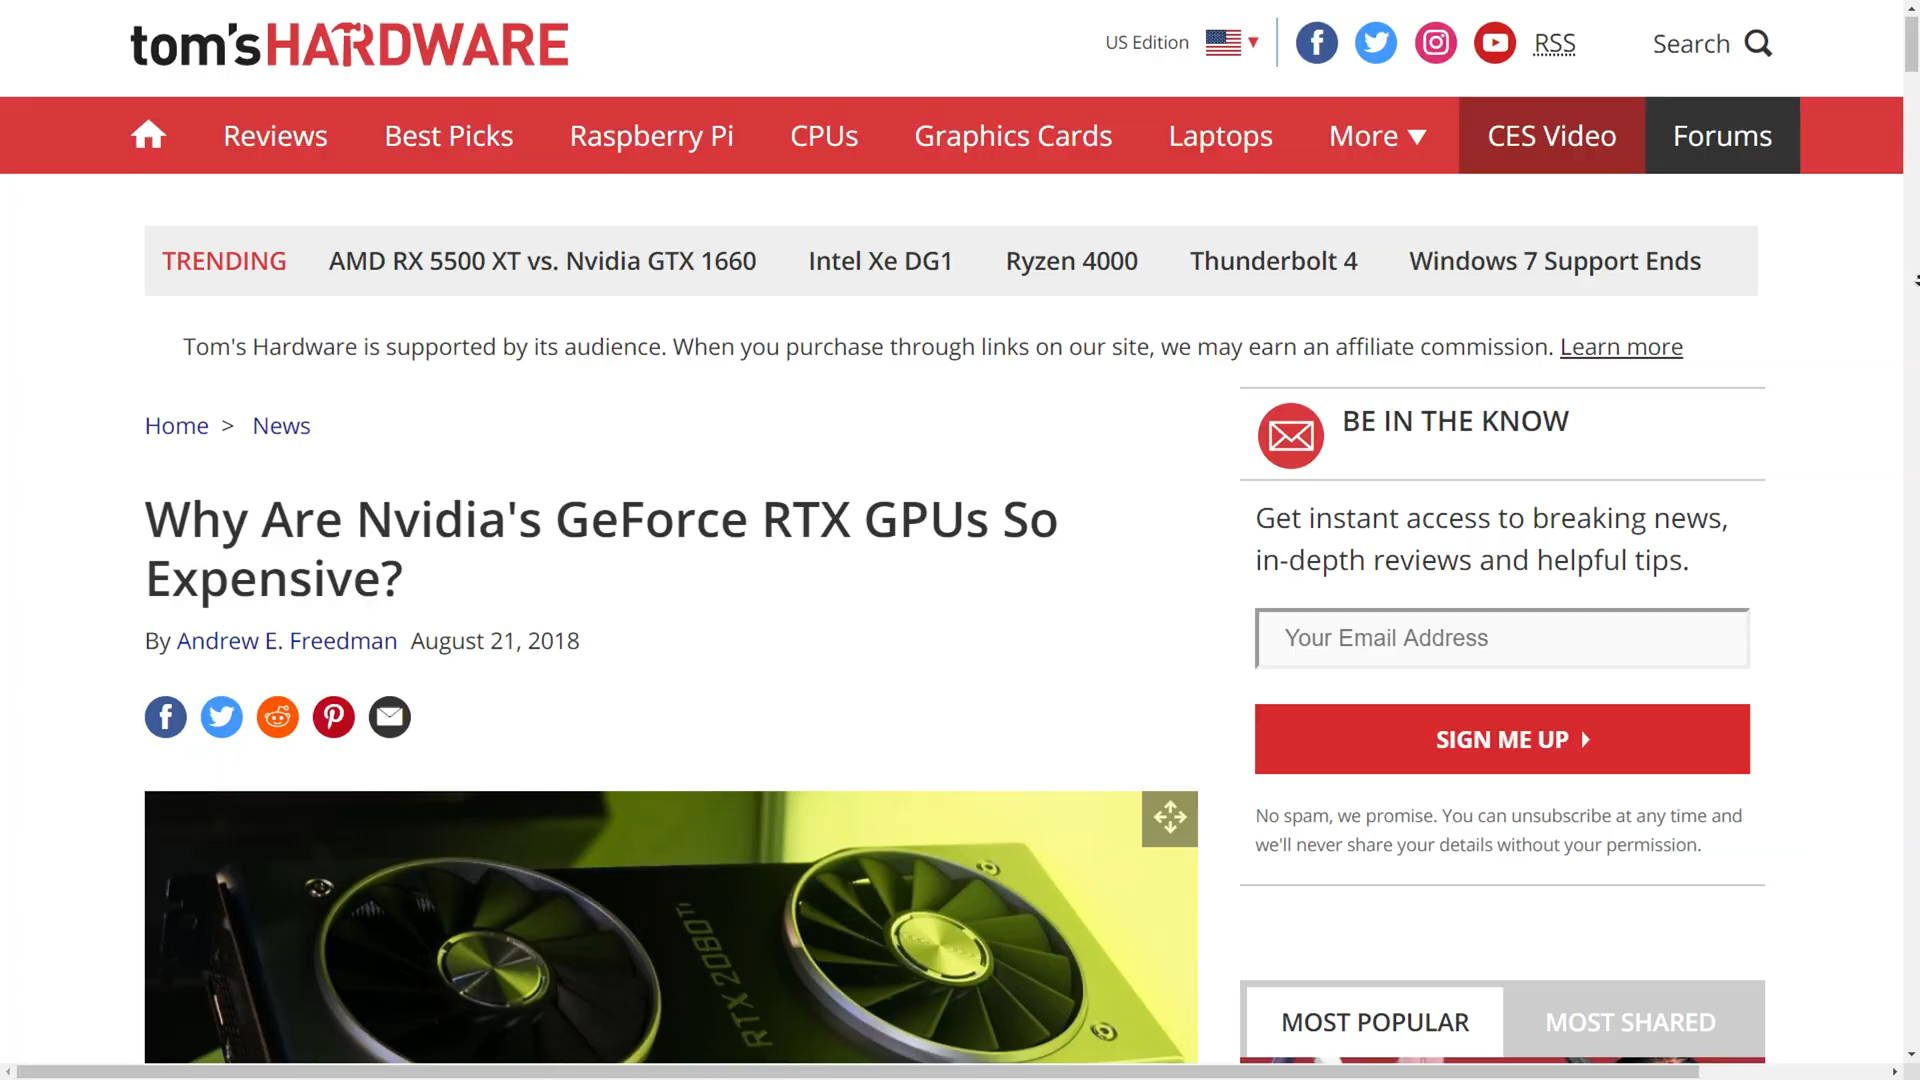 tom'sHARDWARE
US Edition
RSS
Search
Reviews
Best Picks
Raspberry Pi
CPUs
Graphics Cards
Laptops
More
CES Video
Forums
TRENDING
AMD RX 5500 XT vs. Nvidia GTX 1660
Intel Xe DG1
Ryzen 4000
Thunderbolt 4
Windows 7 Support Ends
Tom's Hardware is supported by its audience. When you purchase through links on our site, we may earn an affiliate commission. Learn more
Home > News
Why Are Nvidia's GeForce RTX GPUs So
Expensive?
By Andrew E. Freedman August 21, 2018
RTX 2080Ti
BE IN THE KNOW
Get instant access to breaking news,
in-depth reviews and helpful tips.
Your Email Address
SIGN ME UP
No spam, we promise. You can unsubscribe at any time and
we'll never share your details without your permission.
MOST POPULAR
MOST SHARED